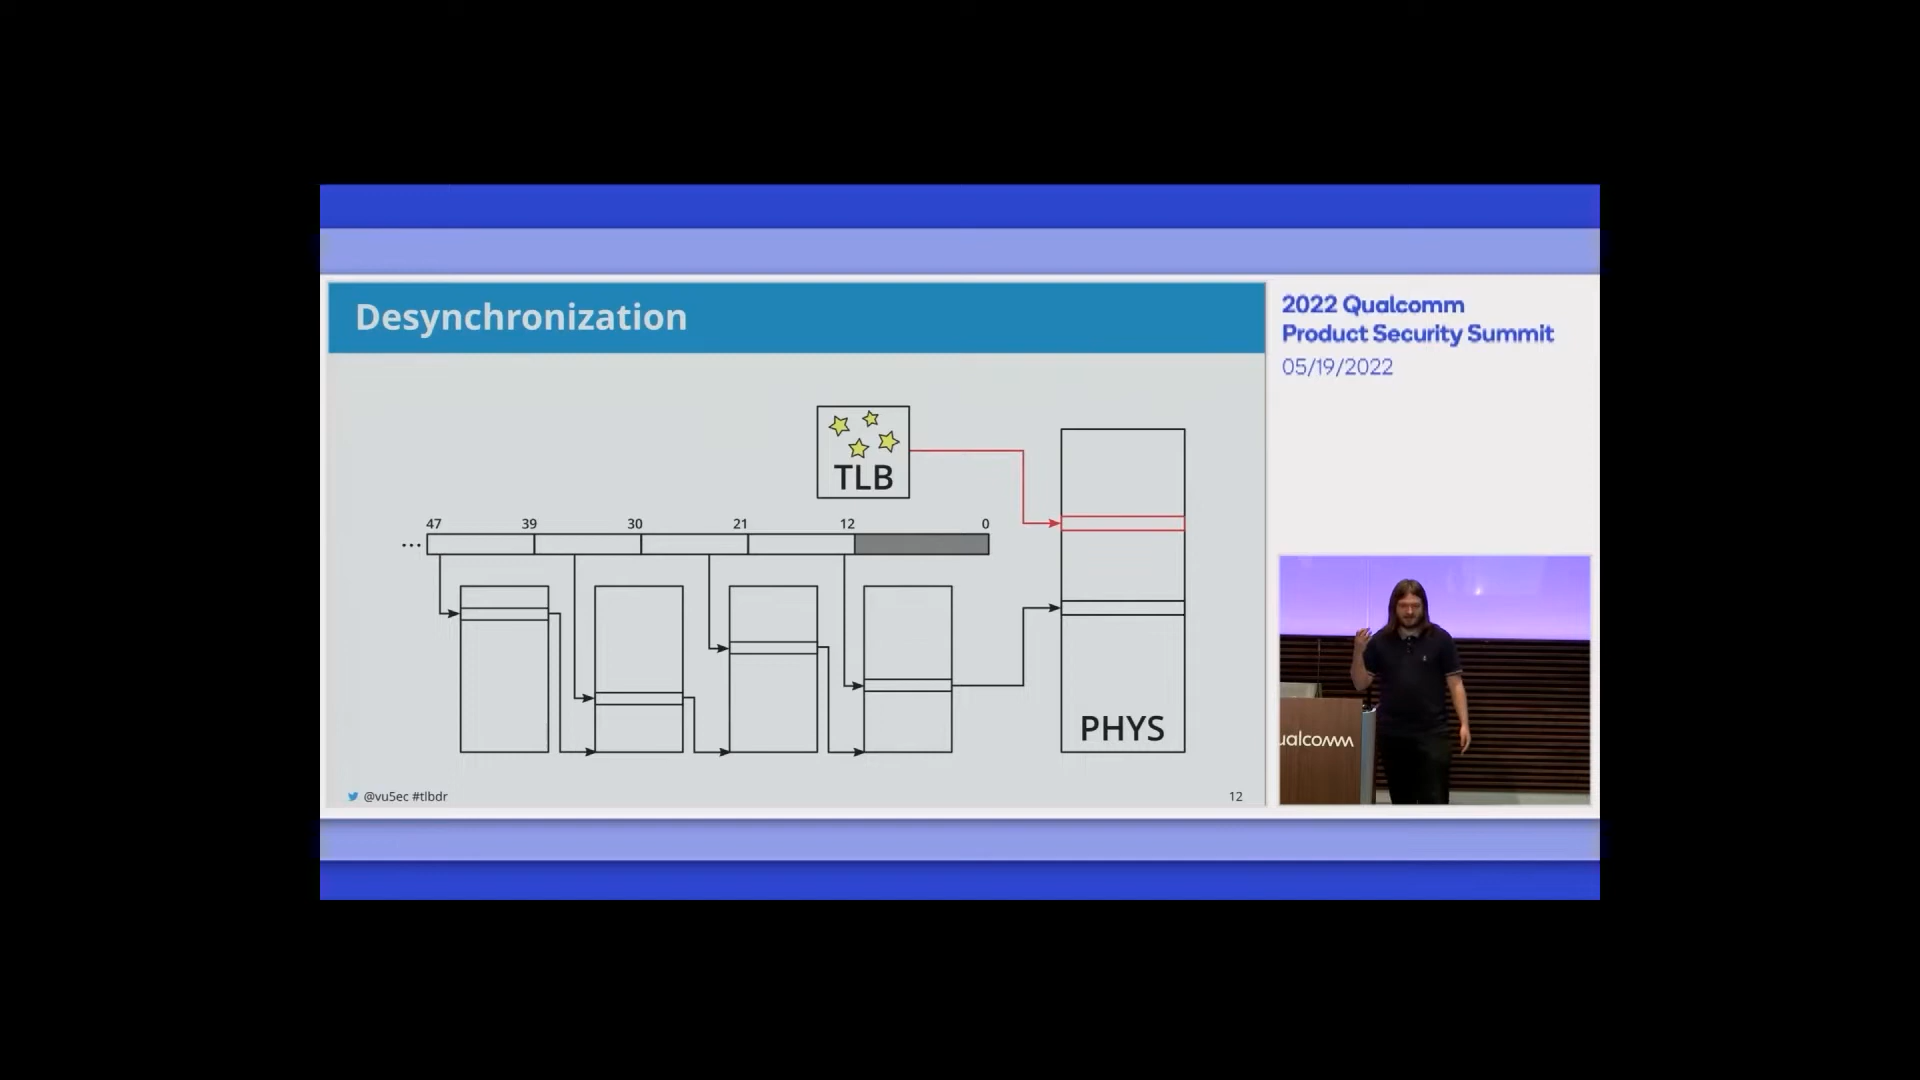 Desynchronization
TLB
47 39 30 21 12 0
...
PHYS
@vu5ec #tlbdr
12
2022 Qualcomm
Product Security Summit
05/19/2022
ualcomm